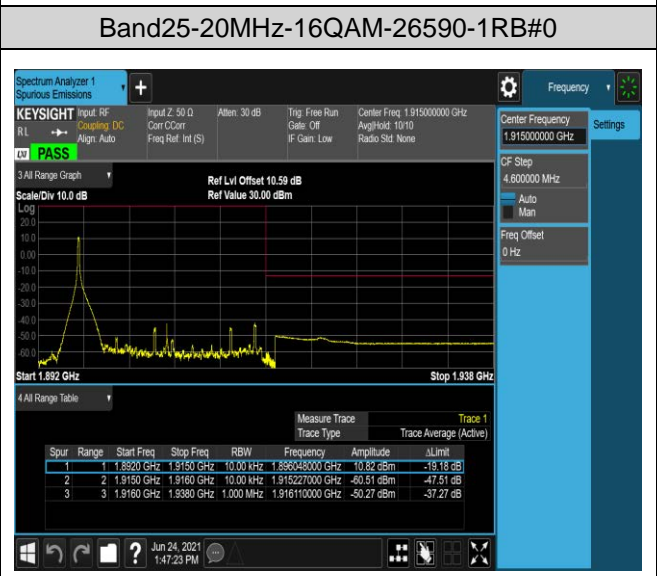 Band25-20MHz-16QAM-26590-1RB#0
Spectrum Analyzer 1
Spurious Emissions
Frequency
KEYSIGHT
RL
Input: RF
Coupling: DC
Align: Auto
Input Z: 50 Ω
Corr CCorr
Freq Ref: Int (S)
Atten: 30 dB
Trig: Free Run
Gate: Off
IF Gain: Low
Center Freq: 1.915000000 GHz
Avg|Hold: 10/10
Radio Std: None
LXI PASS
Center Frequency
1.915000000 GHz
Settings
CF Step
4.600000 MHz
Auto
Man
Freq Offset
0 Hz
3 All Range Graph
Scale/Div 10.0 dB
Ref Lvl Offset 10.59 dB
Ref Value 30.00 dBm
Log
20.0
10.0
0.00
-10.0
-20.0
-30.0
-40.0
-50.0
-60.0
Start 1.892 GHz
Stop 1.938 GHz
4 All Range Table
Measure Trace Trace 1
Trace Type Trace Average (Active)
Spur Range Start Freq Stop Freq RBW Frequency Amplitude ΔLimit
1 1 1.8920 GHz 1.9150 GHz 10.00 kHz 1.896048000 GHz 10.82 dBm -19.18 dB
2 2 1.9150 GHz 1.9160 GHz 10.00 kHz 1.915227000 GHz -60.51 dBm -47.51 dB
3 3 1.9160 GHz 1.9380 GHz 1.000 MHz 1.916110000 GHz -50.27 dBm -37.27 dB
Jun 24, 2021
1:47:23 PM